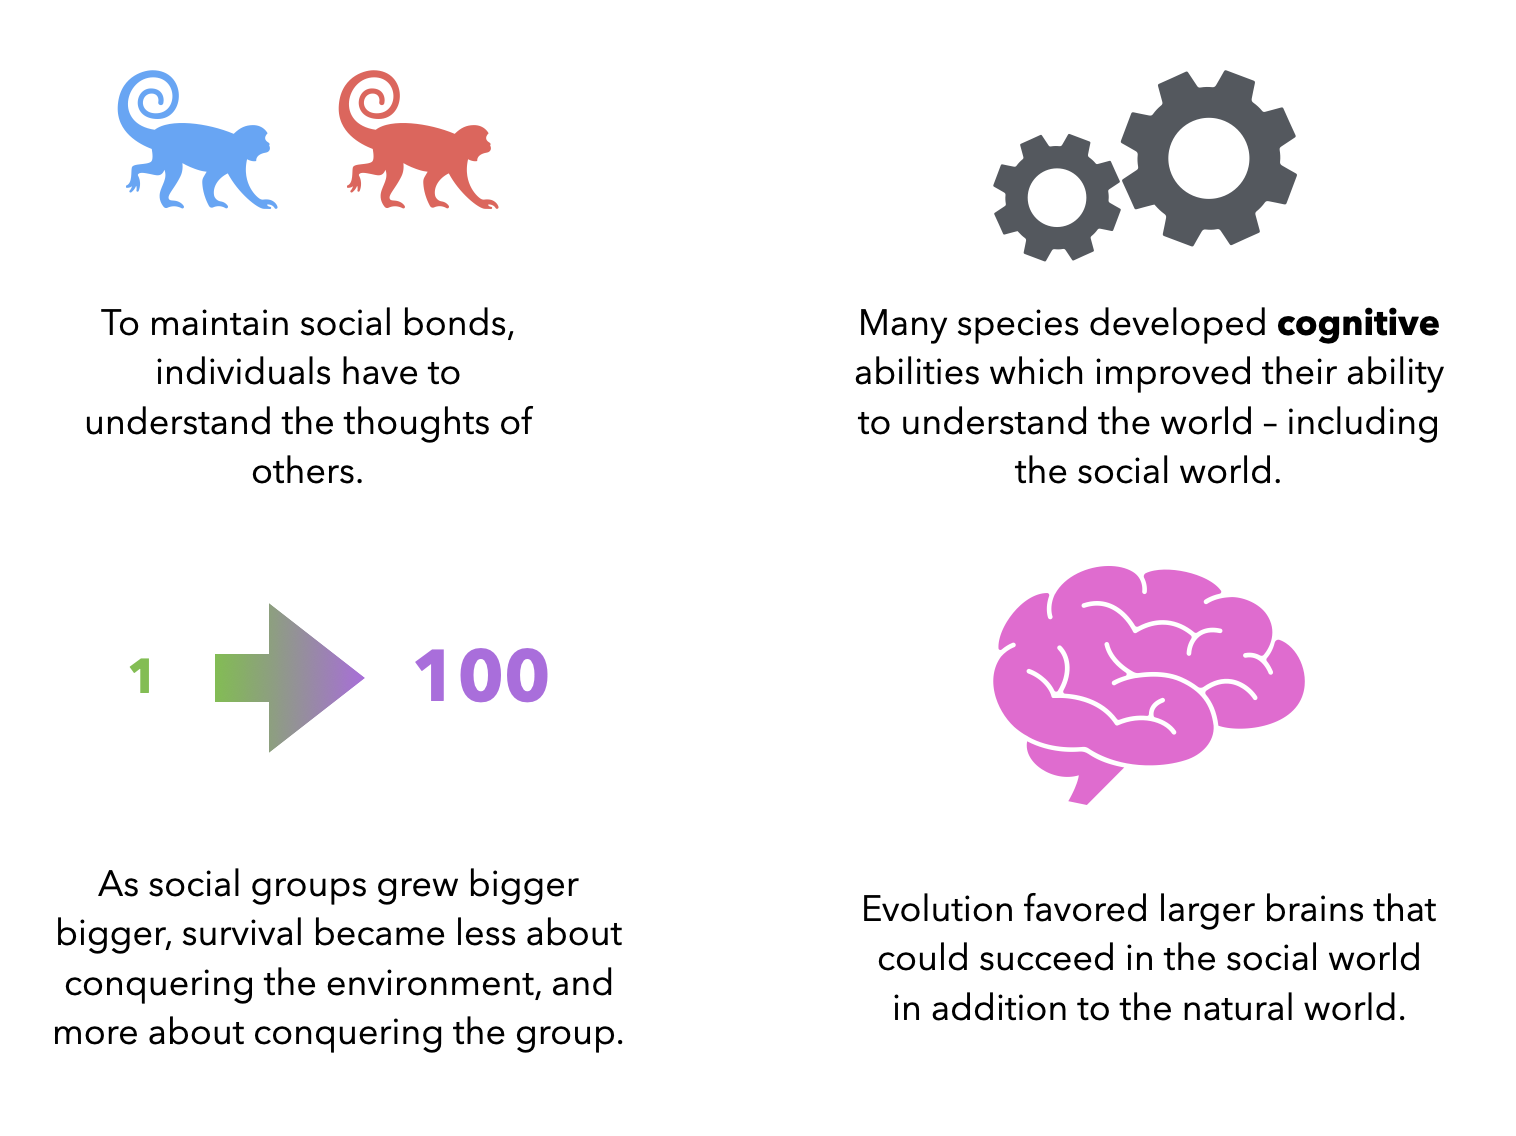 To maintain social bonds,
individuals have to
understand the thoughts of
others.
Many species developed cognitive
abilities which improved their ability
to understand the world – including
the social world.
1
100
As social groups grew bigger
bigger, survival became less about
conquering the environment, and
more about conquering the group.
Evolution favored larger brains that
could succeed in the social world
in addition to the natural world.